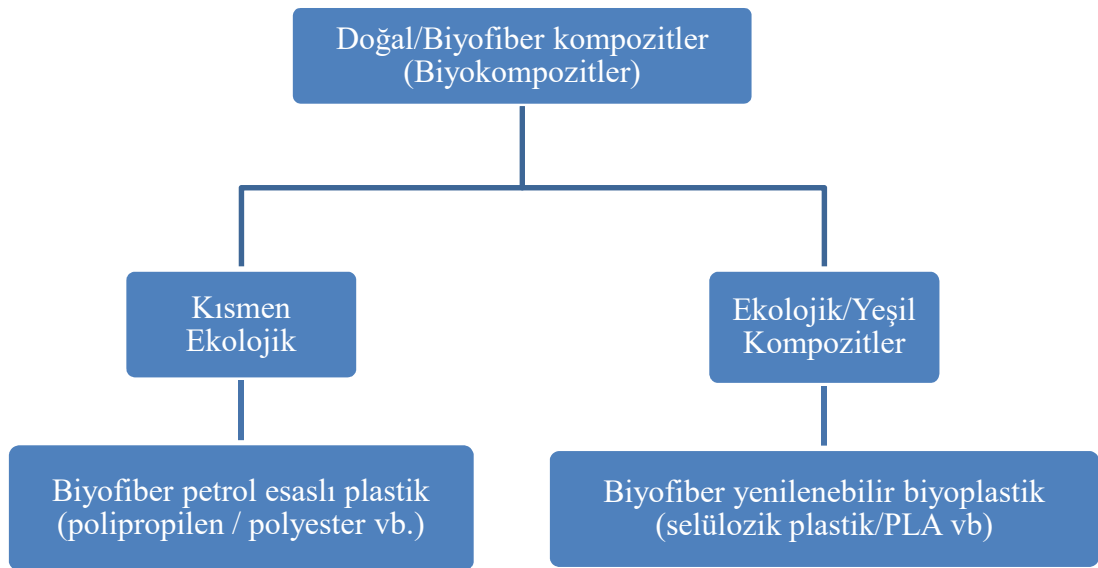 Doğal/Biyofiber kompozitler
(Biyokompozitler)
Kısmen
Ekolojik
Ekolojik/Yeşil
Kompozitler
Biyofiber petrol esaslı plastik
(polipropilen / polyester vb.)
Biyofiber yenilenebilir biyoplastik
(selülozik plastik/PLA vb)